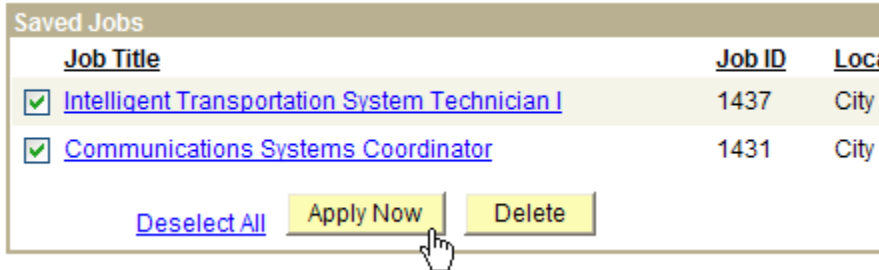 Saved Jobs
Job Title Job ID Loca
Intelligent Transportation System Technician I 1437 City
Communications Systems Coordinator 1431 City
Deselect All Apply Now Delete